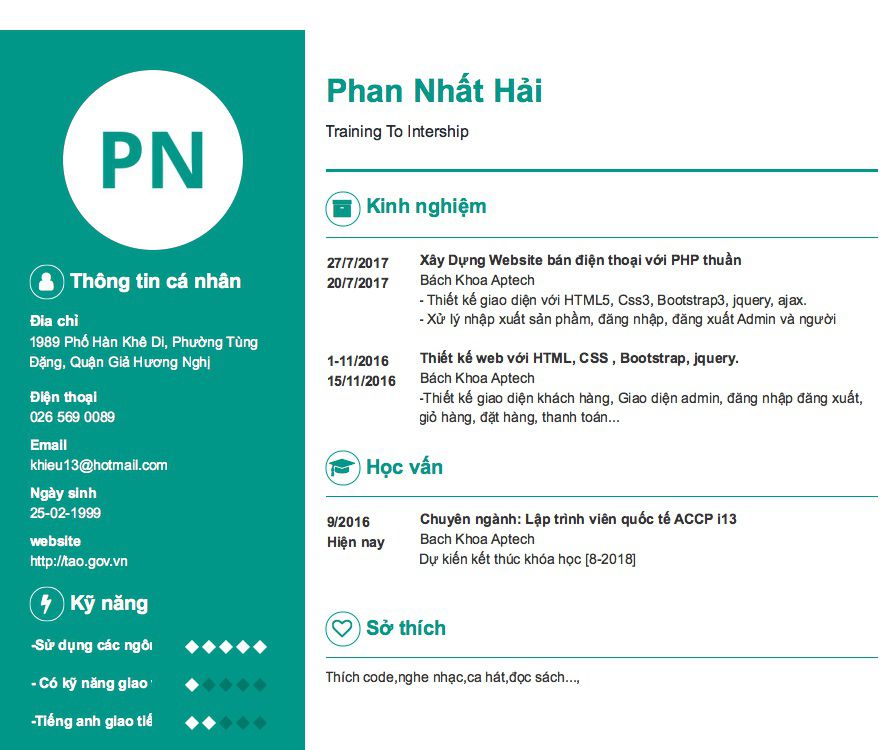 PN
Thông tin cá nhân
Đia chỉ
1989 Phố Hàn Khê Di, Phường Tùng
Đặng, Quận Giả Hương Nghị
Điện thoại
026 569 0089
Email
khieu13@hotmail.com
Ngày sinh
25-02-1999
website
http://tao.gov.vn
Kỹ năng
-Sử dụng các ngôn
- Có kỹ năng giao
-Tiếng anh giao tiế
Phan Nhất Hải
Training To Intership
Kinh nghiệm
27/7/2017
20/7/2017
Xây Dựng Website bán điện thoại với PHP thuần
Bách Khoa Aptech
- Thiết kế giao diện với HTML5, Css3, Bootstrap3, jquery, ajax.
- Xử lý nhập xuất sản phầm, đăng nhập, đăng xuất Admin và người
1-11/2016
15/11/2016
Thiết kế web với HTML, CSS , Bootstrap, jquery.
Bách Khoa Aptech
-Thiết kế giao diện khách hàng, Giao diện admin, đăng nhập đăng xuất,
giỏ hàng, đặt hàng, thanh toán...
Học vấn
9/2016
Hiện nay
Chuyên ngành: Lập trình viên quốc tế ACCP i13
Bach Khoa Aptech
Dự kiến kết thúc khóa học [8-2018]
Sở thích
Thích code,nghe nhạc,ca hát,đọc sách...,